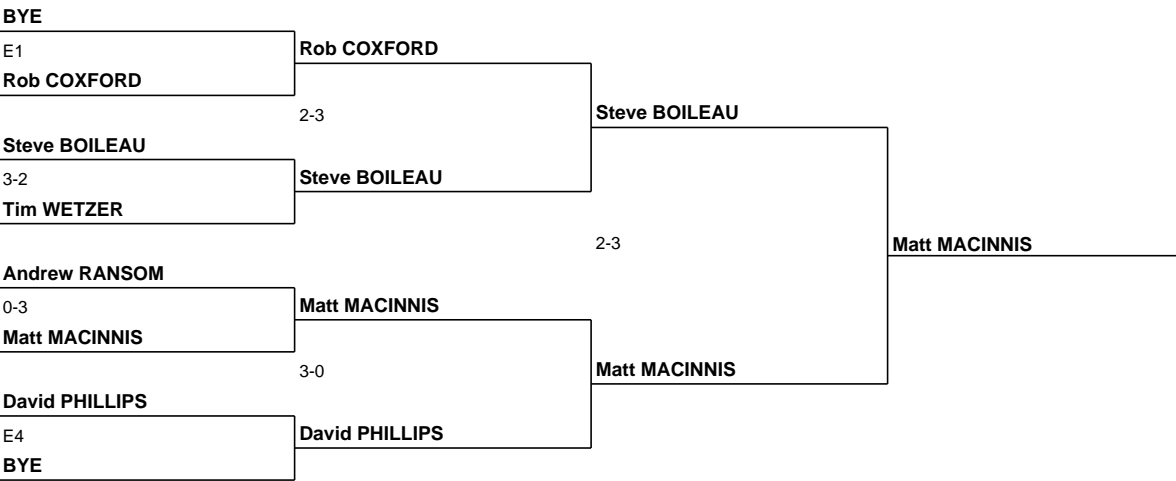 BYE
E1
Rob COXFORD
Rob COXFORD
2-3
Steve BOILEAU
Steve BOILEAU
3-2
Tim WETZER
Steve BOILEAU
2-3
Matt MACINNIS
Andrew RANSOM
0-3
Matt MACINNIS
Matt MACINNIS
3-0
Matt MACINNIS
David PHILLIPS
E4
BYE
David PHILLIPS